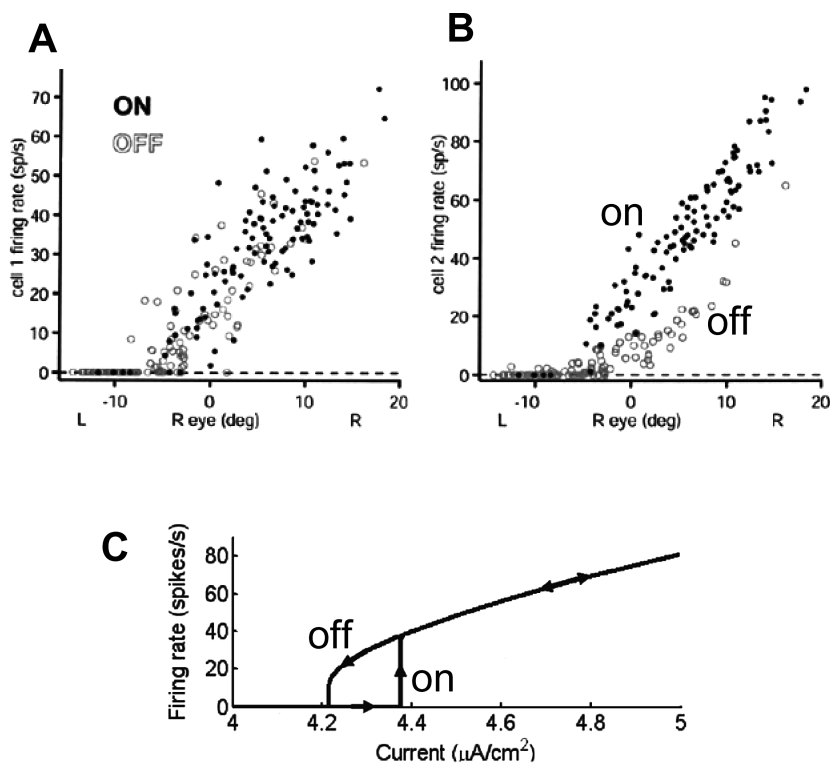 A
B
ON
OFF
cell 1 firing rate (sp/s)
70
60
50
40
30
20
10
0
-10
0
10
20
L
R eye (deg)
R
cell 2 firing rate (sp/s)
100
80
60
40
20
0
on
off
-10
0
10
20
L
R eye (deg)
R
C
Firing rate (spikes/s)
80
60
40
20
0
off
on
4
4.2
4.4
4.6
4.8
5
Current (μA/cm²)